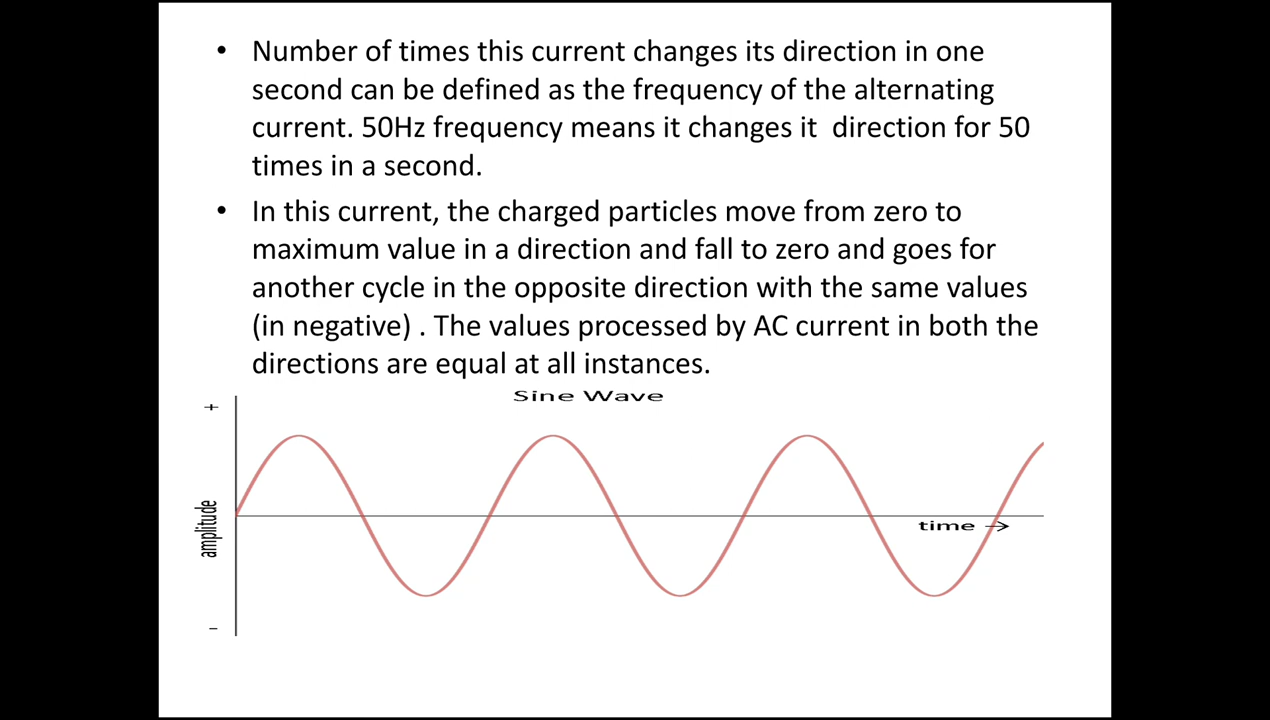 • Number of times this current changes its direction in one
second can be defined as the frequency of the alternating
current. 50Hz frequency means it changes it  direction for 50
times in a second.
• In this current, the charged particles move from zero to
maximum value in a direction and fall to zero and goes for
another cycle in the opposite direction with the same values
(in negative) . The values processed by AC current in both the
directions are equal at all instances.
Sine Wave
+
amplitude
time →
–